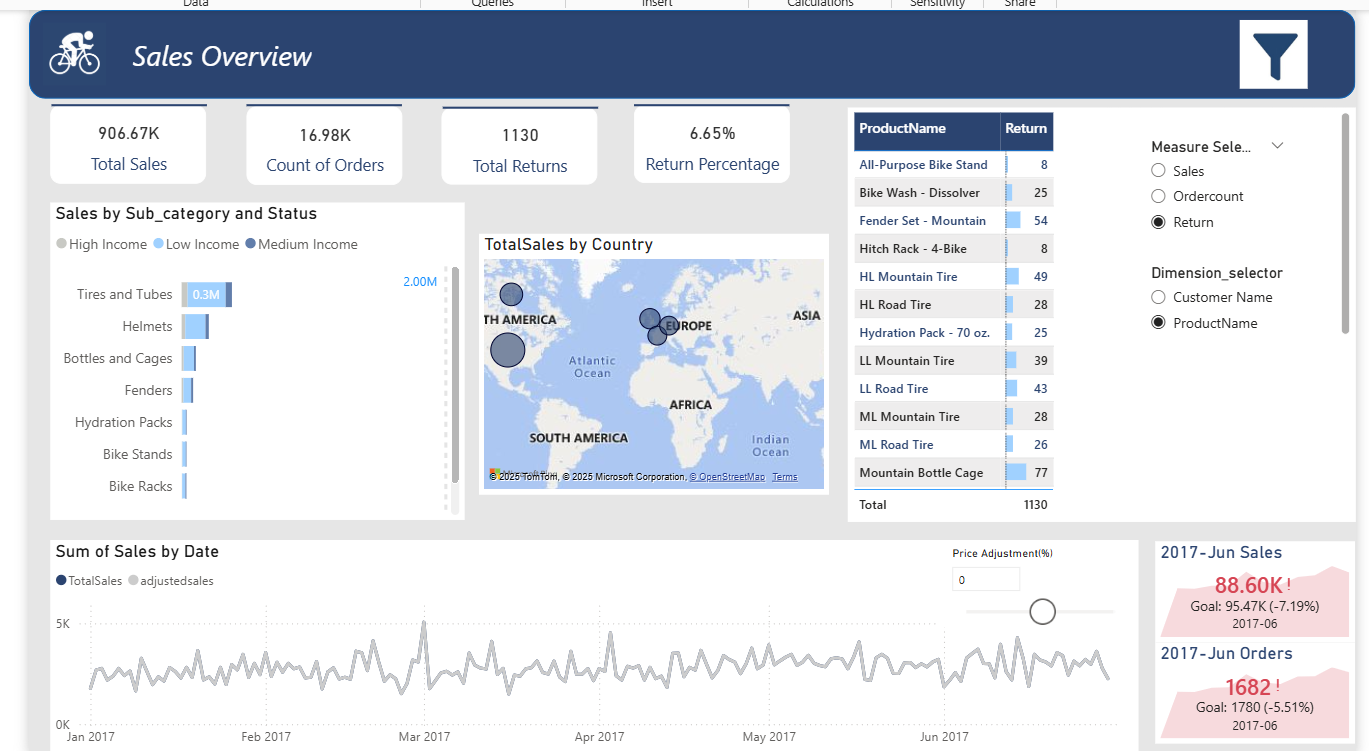 Data Queries Insert Calculations Sensitivity Share
Sales Overview
906.67K
Total Sales
16.98K
Count of Orders
1130
Total Returns
6.65%
Return Percentage
Sales by Sub_category and Status
High Income Low Income Medium Income
2.00M
Tires and Tubes 0.3M
Helmets
Bottles and Cages
Fenders
Hydration Packs
Bike Stands
Bike Racks
TotalSales by Country
TH AMERICA
EUROPE
ASIA
Atlantic
Ocean
AFRICA
SOUTH AMERICA
Indian
Ocean
© 2025 TomTom, © 2025 Microsoft Corporation, © OpenStreetMap Terms
ProductName Return
All-Purpose Bike Stand 8
Bike Wash - Dissolver 25
Fender Set - Mountain 54
Hitch Rack - 4-Bike 8
HL Mountain Tire 49
HL Road Tire 28
Hydration Pack - 70 oz. 25
LL Mountain Tire 39
LL Road Tire 43
ML Mountain Tire 28
ML Road Tire 26
Mountain Bottle Cage 77
Total 1130
Measure Sele...
Sales
Ordercount
Return
Dimension_selector
Customer Name
ProductName
Sum of Sales by Date
TotalSales adjustedsales
Price Adjustment(%)
0
5K
0K
Jan 2017 Feb 2017 Mar 2017 Apr 2017 May 2017 Jun 2017
2017-Jun Sales
88.60K!
Goal: 95.47K (-7.19%)
2017-06
2017-Jun Orders
1682!
Goal: 1780 (-5.51%)
2017-06